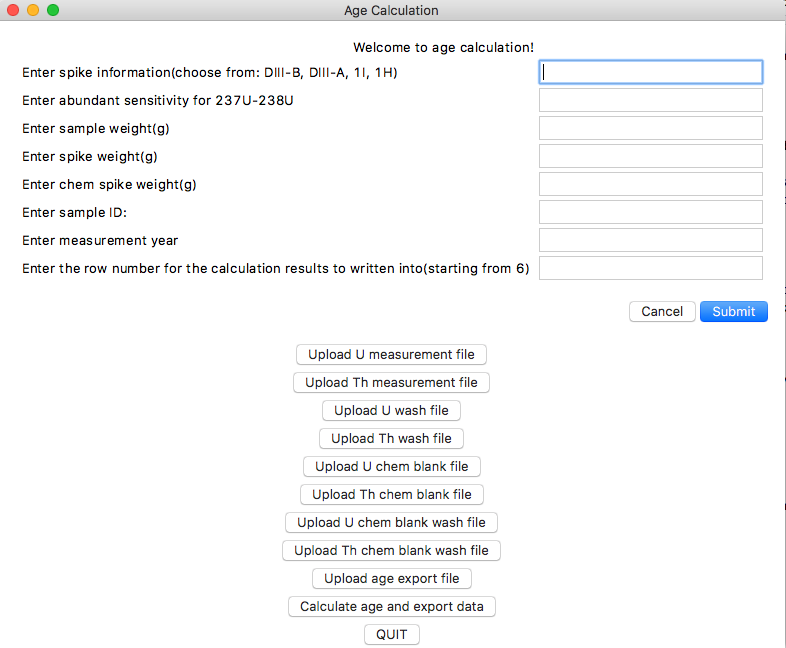 Age Calculation
Welcome to age calculation!
Enter spike information(choose from: DIII-B, DIII-A, 1I, 1H)
Enter abundant sensitivity for 237U-238U
Enter sample weight(g)
Enter spike weight(g)
Enter chem spike weight(g)
Enter sample ID:
Enter measurement year
Enter the row number for the calculation results to written into(starting from 6)
Cancel Submit
Upload U measurement file
Upload Th measurement file
Upload U wash file
Upload Th wash file
Upload U chem blank file
Upload Th chem blank file
Upload U chem blank wash file
Upload Th chem blank wash file
Upload age export file
Calculate age and export data
QUIT